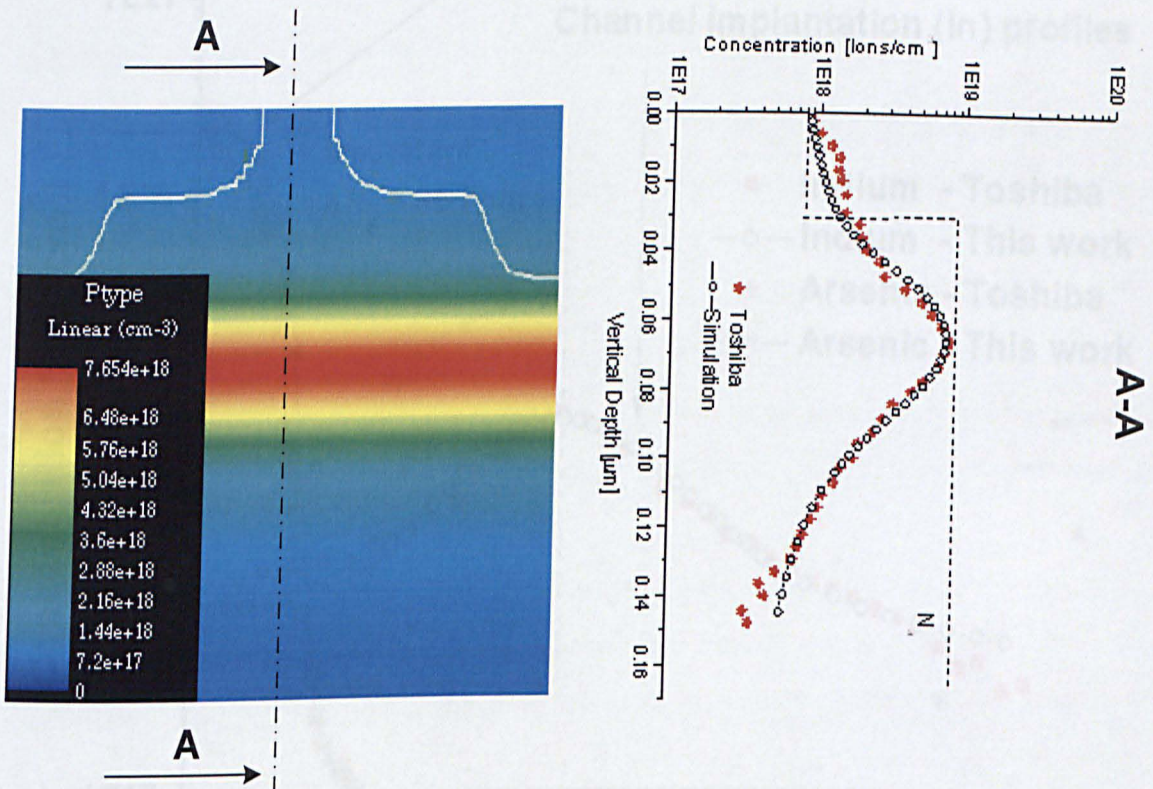 A
A
Ptype
Linear (cm-3)
7.654e+18
6.48e+18
5.76e+18
5.04e+18
4.32e+18
3.6e+18
2.88e+18
2.16e+18
1.44e+18
7.2e+17
0
A-A
Concentration [Ions/cm
1E17
1E18
1E19
1E20
0.00
0.02
0.04
0.06
0.08
0.10
0.12
0.14
0.16
Vertical Depth [µm]
Toshiba
Simulation
N
Channel Implantation (In) profiles
Indium - Toshiba
Indium - This work
Arsenic - Toshiba
Arsenic - This work